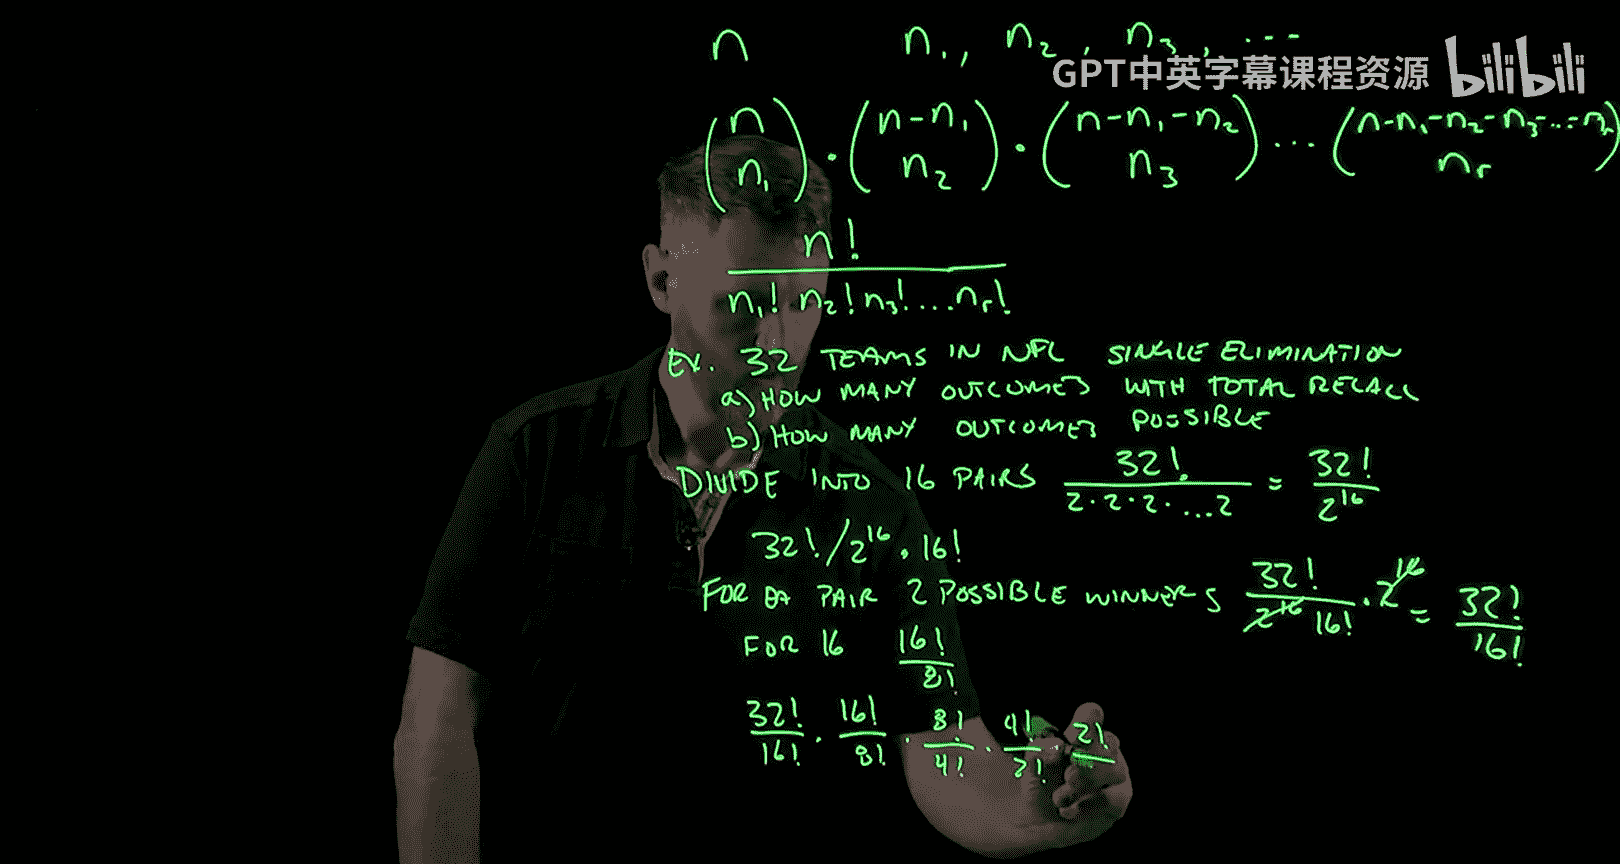 n n₁, n₂, n₃, ...
GPT中英字幕课程资源 bilibili
(n n₁) · (n-n₁ n₂) · (n-n₁-n₂ n₃) ... (n-n₁-n₂-n₃-...-nᵣ nᵣ)
n!
n₁! n₂! n₃! ... nᵣ!
EX. 32 TEAMS IN NFL SINGLE ELIMINATION
a) HOW MANY OUTCOMES WITH TOTAL RECALL
b) HOW MANY OUTCOMES POSSIBLE
DIVIDE INTO 16 PAIRS 32! / 2·2·2·...2 = 32! / 2¹⁶
32!/2¹⁶ · 16!
FOR PAIR 2 POSSIBLE WINNERS 32! / 2¹⁶ 16! · 2¹⁶ = 32! / 16!
FOR 16 16! / 8!
32! / 16! · 16! / 8! · 8! / 4! · 4! / 2! · 2!